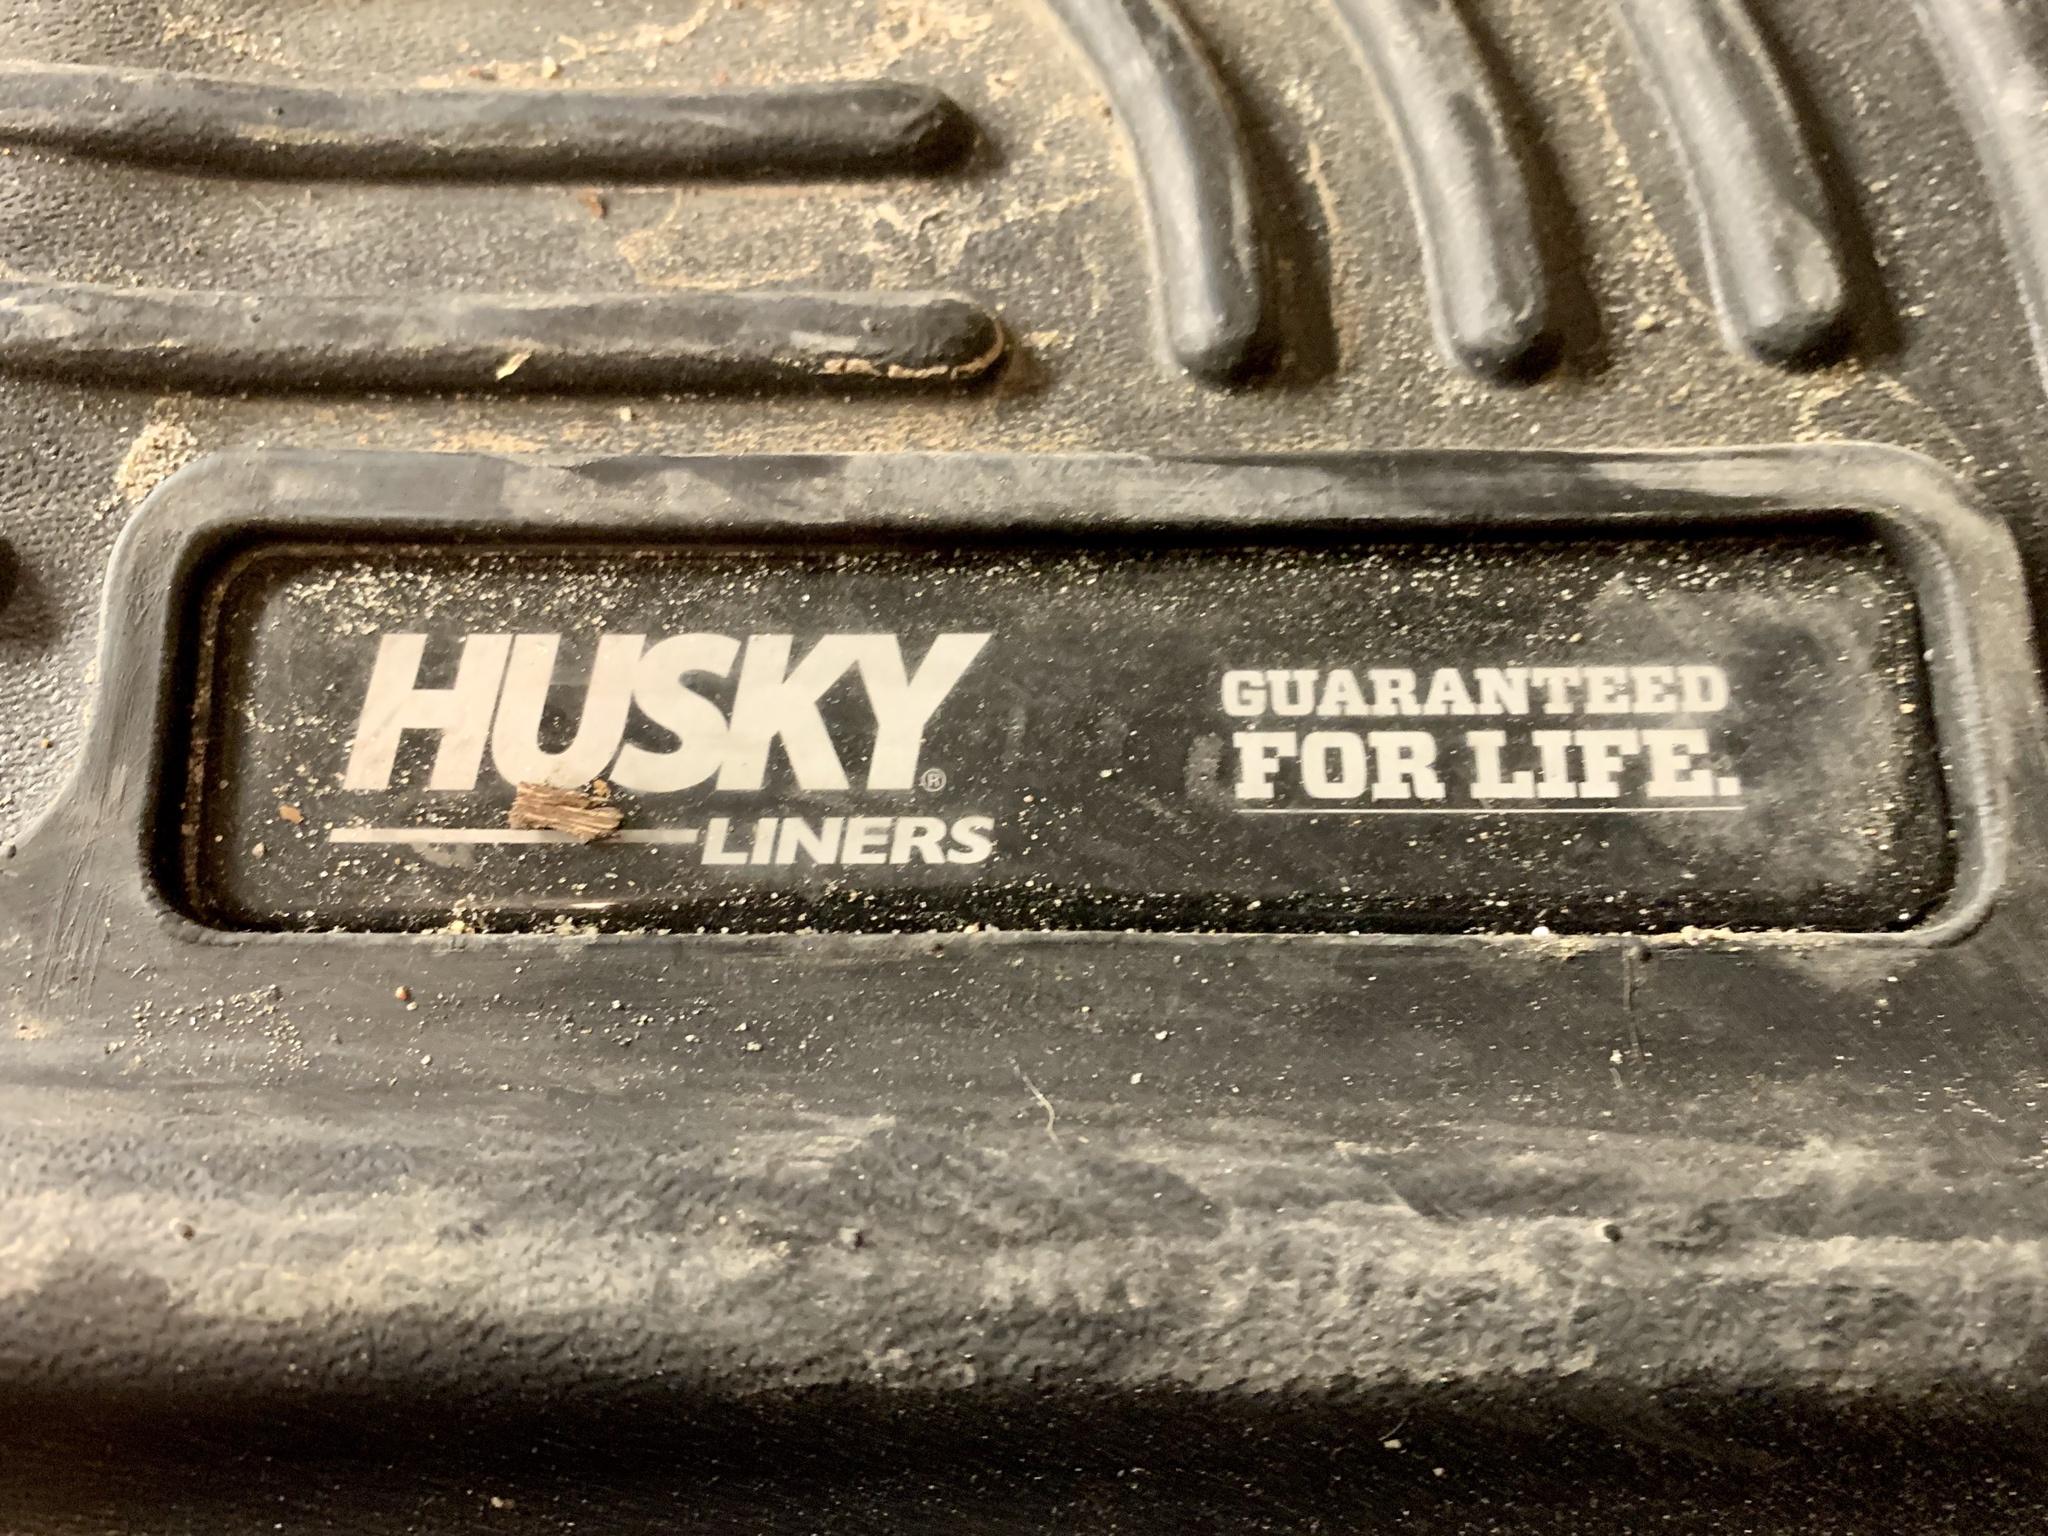 HUSKY®
LINERS
GUARANTEED
FOR LIFE.